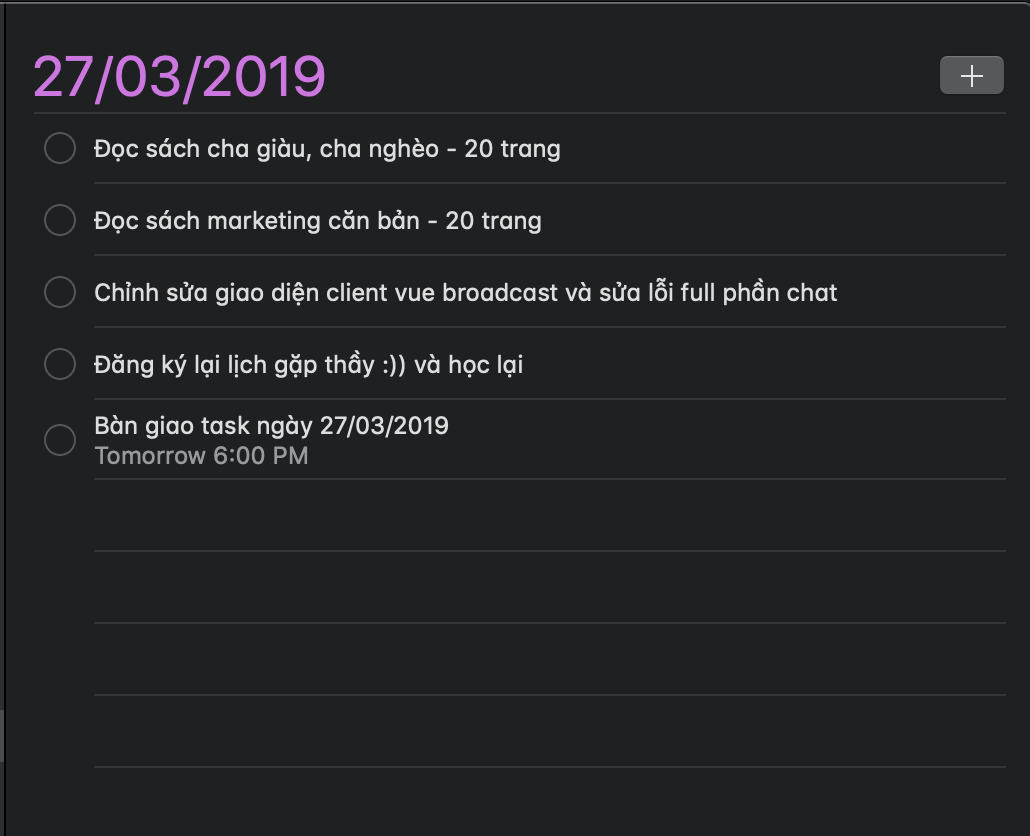 27/03/2019
Đọc sách cha giàu, cha nghèo - 20 trang
Đọc sách marketing căn bản - 20 trang
Chỉnh sửa giao diện client vue broadcast và sửa lỗi full phần chat
Đăng ký lại lịch gặp thầy :)) và học lại
Bàn giao task ngày 27/03/2019
Tomorrow 6:00 PM